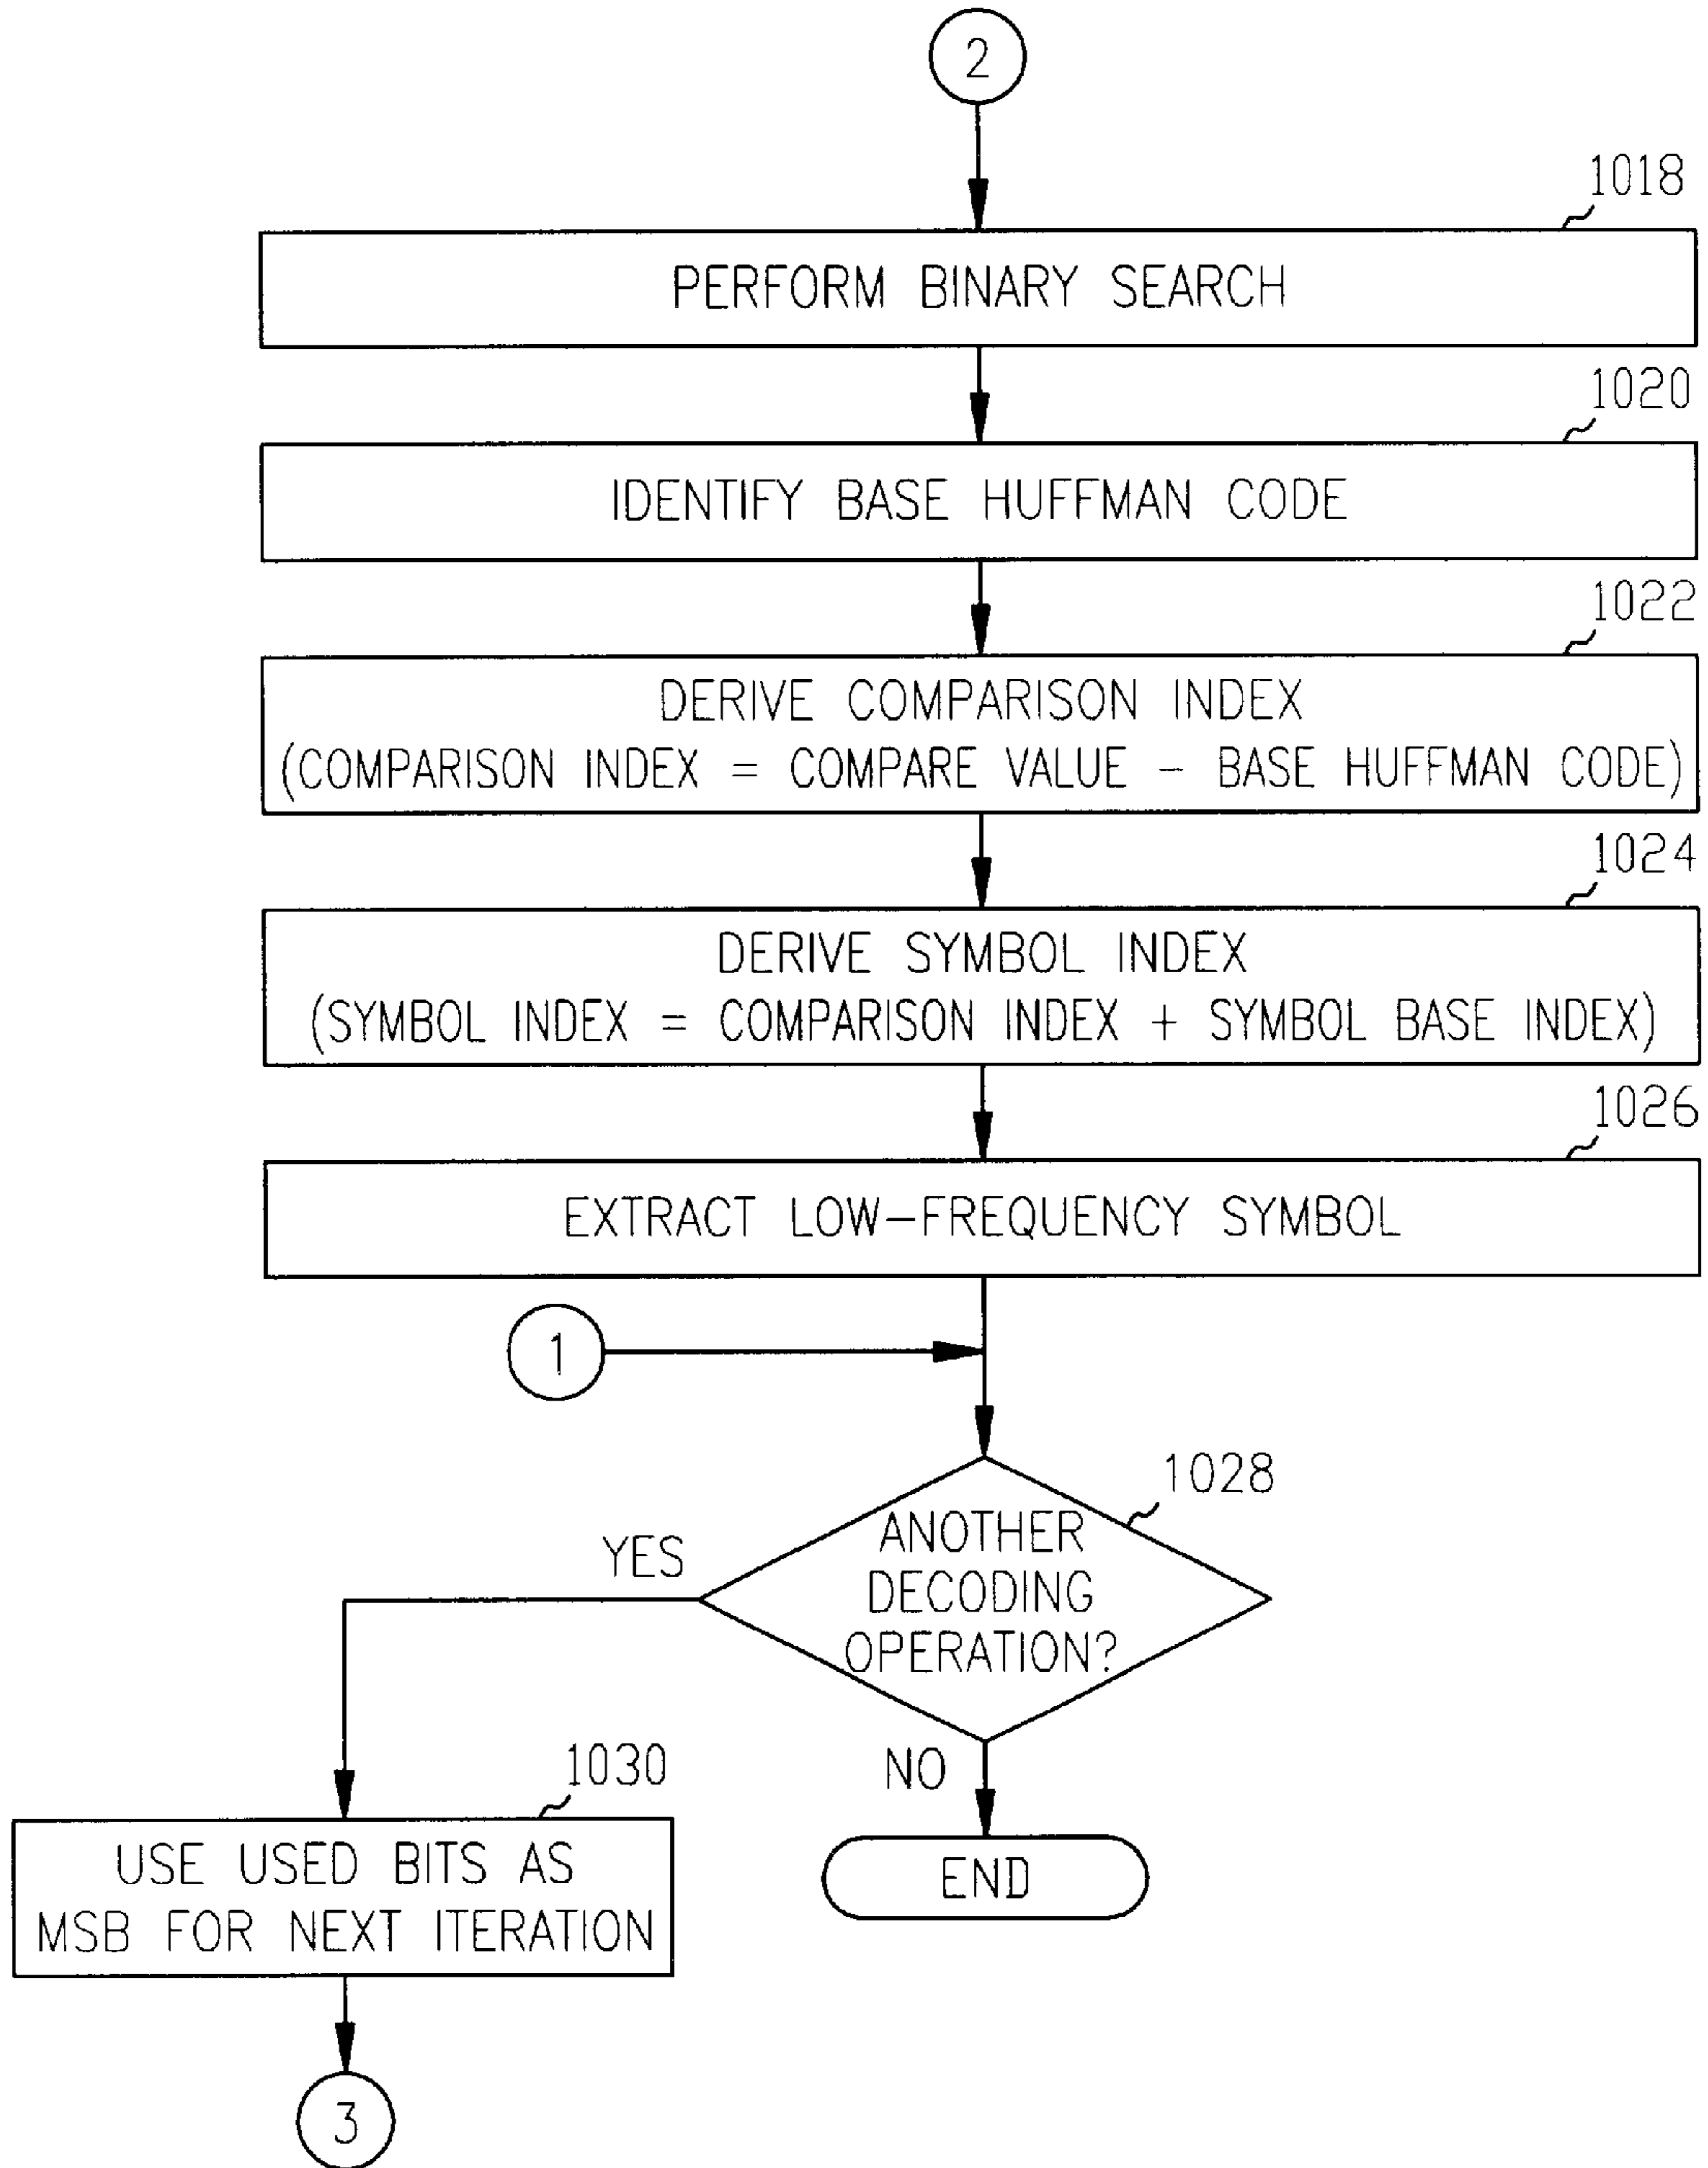 2
1018
PERFORM BINARY SEARCH
1020
IDENTIFY BASE HUFFMAN CODE
1022
DERIVE COMPARISON INDEX
(COMPARISON INDEX = COMPARE VALUE – BASE HUFFMAN CODE)
1024
DERIVE SYMBOL INDEX
(SYMBOL INDEX = COMPARISON INDEX + SYMBOL BASE INDEX)
1026
EXTRACT LOW–FREQUENCY SYMBOL
1
1028
ANOTHER
DECODING
OPERATION?
YES
NO
1030
USE USED BITS AS
MSB FOR NEXT ITERATION
END
3